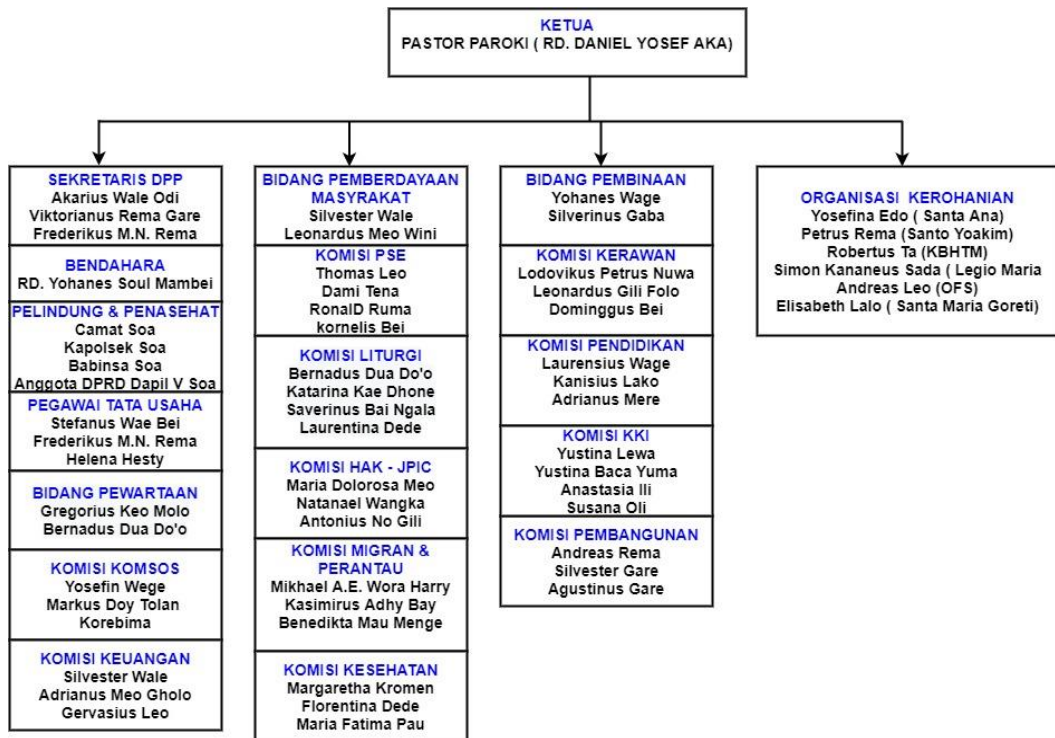 KETUA
PASTOR PAROKI ( RD. DANIEL YOSEF AKA)
SEKRETARIS DPP
Akarius Wale Odi
Viktorianus Rema Gare
Frederikus M.N. Rema
BENDAHARA
RD. Yohanes Soul Mambei
PELINDUNG & PENASEHAT
Camat Soa
Kapolsek Soa
Babinsa Soa
Anggota DPRD Dapil V Soa
PEGAWAI TATA USAHA
Stefanus Wae Bei
Frederikus M.N. Rema
Helena Hesty
BIDANG PEWARTAAN
Gregorius Keo Molo
Bernadus Dua Do'o
KOMISI KOMSOS
Yosefin Wege
Markus Doy Tolan
Korebima
KOMISI KEUANGAN
Silvester Wale
Adrianus Meo Gholo
Gervasius Leo
BIDANG PEMBERDAYAAN
MASYRAKAT
Silvester Wale
Leonardus Meo Wini
KOMISI PSE
Thomas Leo
Dami Tena
RonalD Ruma
kornelis Bei
KOMISI LITURGI
Bernadus Dua Do'o
Katarina Kae Dhone
Saverinus Bai Ngala
Laurentina Dede
KOMISI HAK - JPIC
Maria Dolorosa Meo
Natanael Wangka
Antonius No Gili
KOMISI MIGRAN &
PERANTAU
Mikhael A.E. Wora Harry
Kasimirus Adhy Bay
Benedikta Mau Menge
KOMISI KESEHATAN
Margaretha Kromen
Florentina Dede
Maria Fatima Pau
BIDANG PEMBINAAN
Yohanes Wage
Silverinus Gaba
KOMISI KERAWAN
Lodovikus Petrus Nuwa
Leonardus Gili Folo
Dominggus Bei
KOMISI PENDIDIKAN
Laurensius Wage
Kanisius Lako
Adrianus Mere
KOMISI KKI
Yustina Lewa
Yustina Baca Yuma
Anastasia Ili
Susana Oli
KOMISI PEMBANGUNAN
Andreas Rema
Silvester Gare
Agustinus Gare
ORGANISASI KEROHANIAN
Yosefina Edo ( Santa Ana)
Petrus Rema (Santo Yoakim)
Robertus Ta (KBHTM)
Simon Kananeus Sada ( Legio Maria
Andreas Leo (OFS)
Elisabeth Lalo ( Santa Maria Goreti)